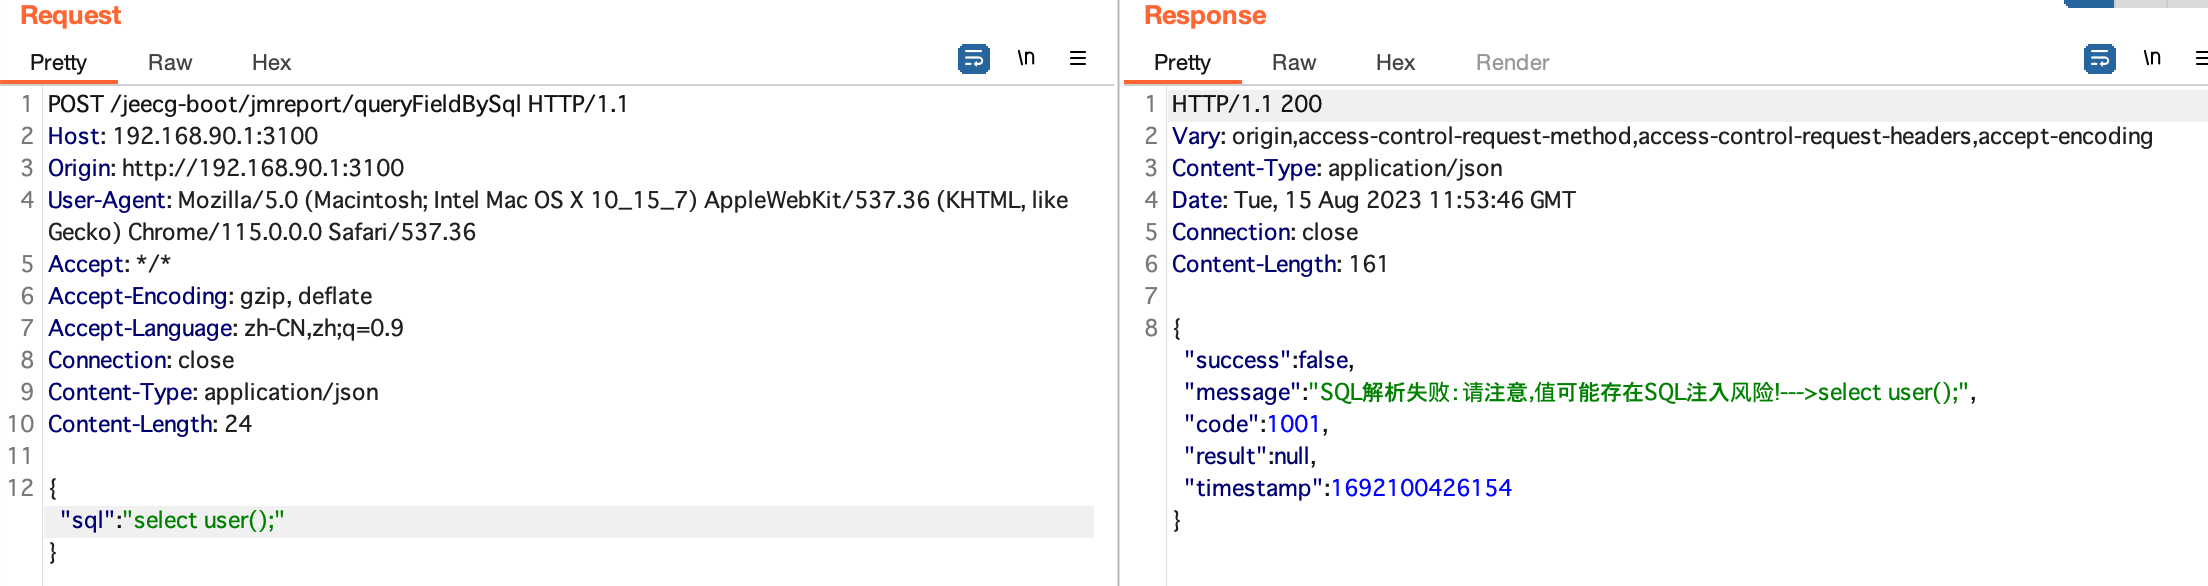 Request
Pretty Raw Hex \n
1 POST /jeecg-boot/jmreport/queryFieldBySql HTTP/1.1
2 Host: 192.168.90.1:3100
3 Origin: http://192.168.90.1:3100
4 User-Agent: Mozilla/5.0 (Macintosh; Intel Mac OS X 10_15_7) AppleWebKit/537.36 (KHTML, like
Gecko) Chrome/115.0.0.0 Safari/537.36
5 Accept: */*
6 Accept-Encoding: gzip, deflate
7 Accept-Language: zh-CN,zh;q=0.9
8 Connection: close
9 Content-Type: application/json
10 Content-Length: 24
11
12 {
"sql":"select user();"
}
Response
Pretty Raw Hex Render \n
1 HTTP/1.1 200
2 Vary: origin,access-control-request-method,access-control-request-headers,accept-encoding
3 Content-Type: application/json
4 Date: Tue, 15 Aug 2023 11:53:46 GMT
5 Connection: close
6 Content-Length: 161
7
8 {
"success":false,
"message":"SQL解析失败:请注意,值可能存在SQL注入风险!--->select user();",
"code":1001,
"result":null,
"timestamp":1692100426154
}